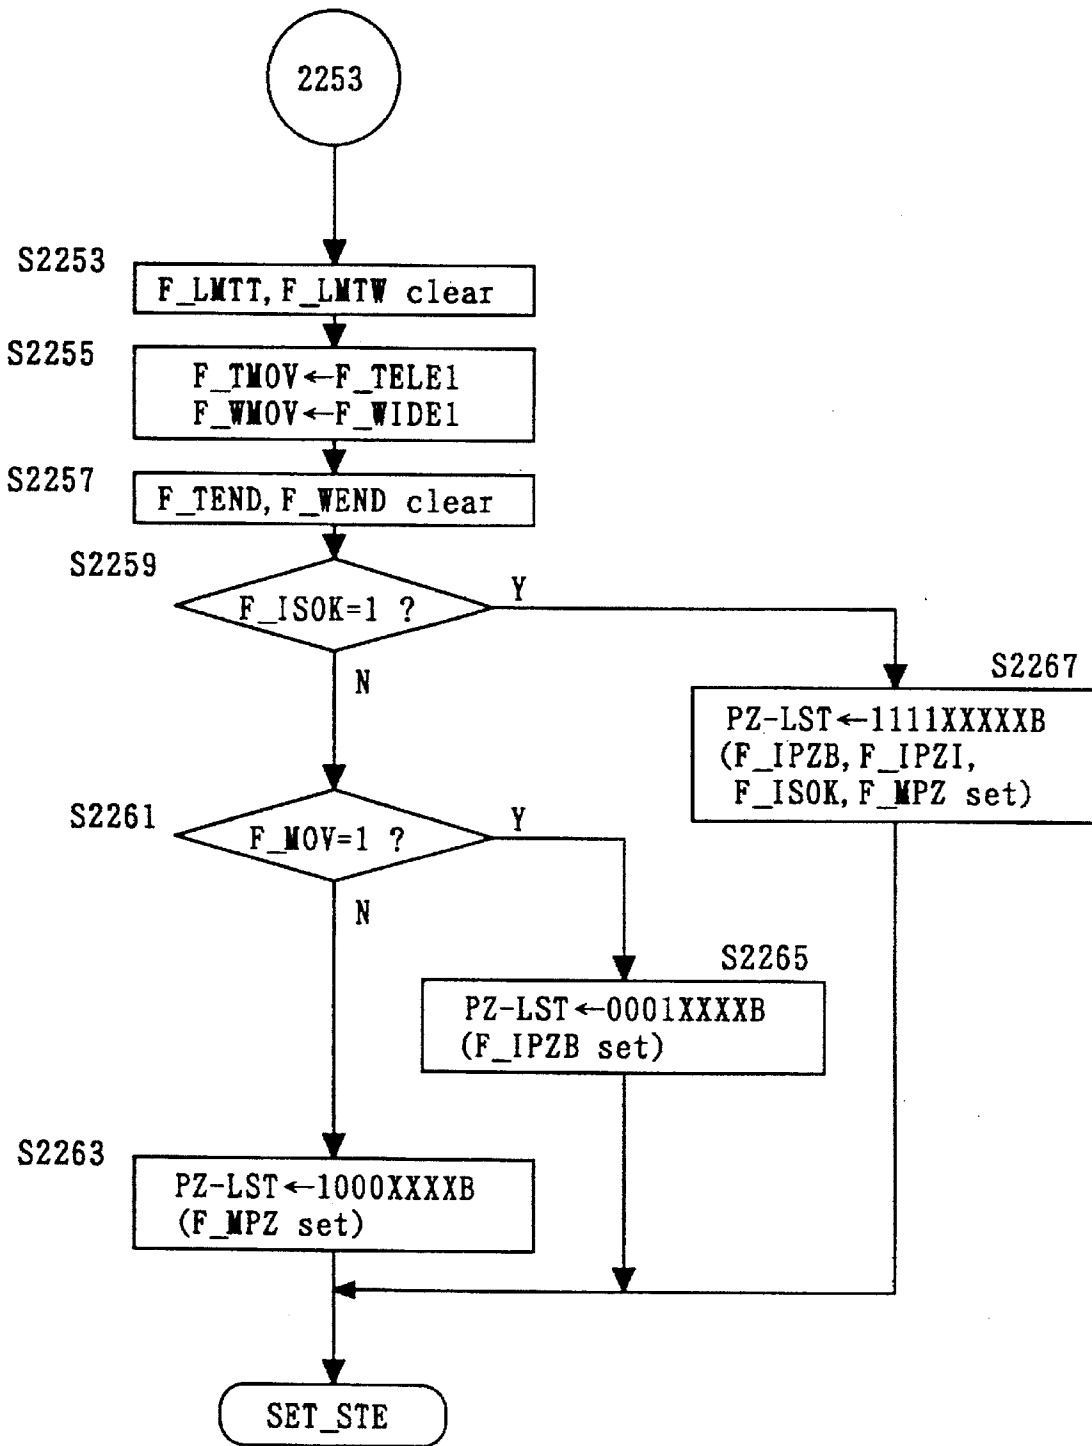 2253
S2253
F_LMTT, F_LMTW clear
S2255
F_TMOV←F_TELE1
F_WMOV←F_WIDE1
S2257
F_TEND, F_WEND clear
S2259
F_ISOK=1 ?
Y
N
S2267
PZ-LST←1111XXXXXB
(F_IPZB, F_IPZI,
F_ISOK, F_MPZ set)
S2261
F_MOV=1 ?
Y
N
S2265
PZ-LST←0001XXXXB
(F_IPZB set)
S2263
PZ-LST←1000XXXXB
(F_MPZ set)
SET_STE